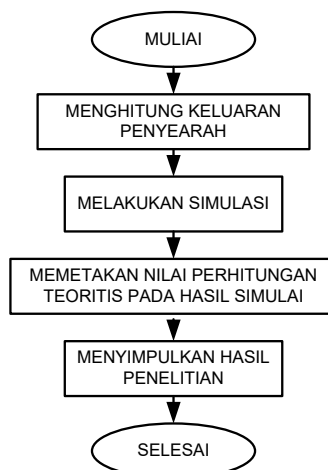 MULIAI
MENGHITUNG KELUARAN
PENYEARAH
MELAKUKAN SIMULASI
MEMETAKAN NILAI PERHITUNGAN
TEORITIS PADA HASIL SIMULAI
MENYIMPULKAN HASIL
PENELITIAN
SELESAI